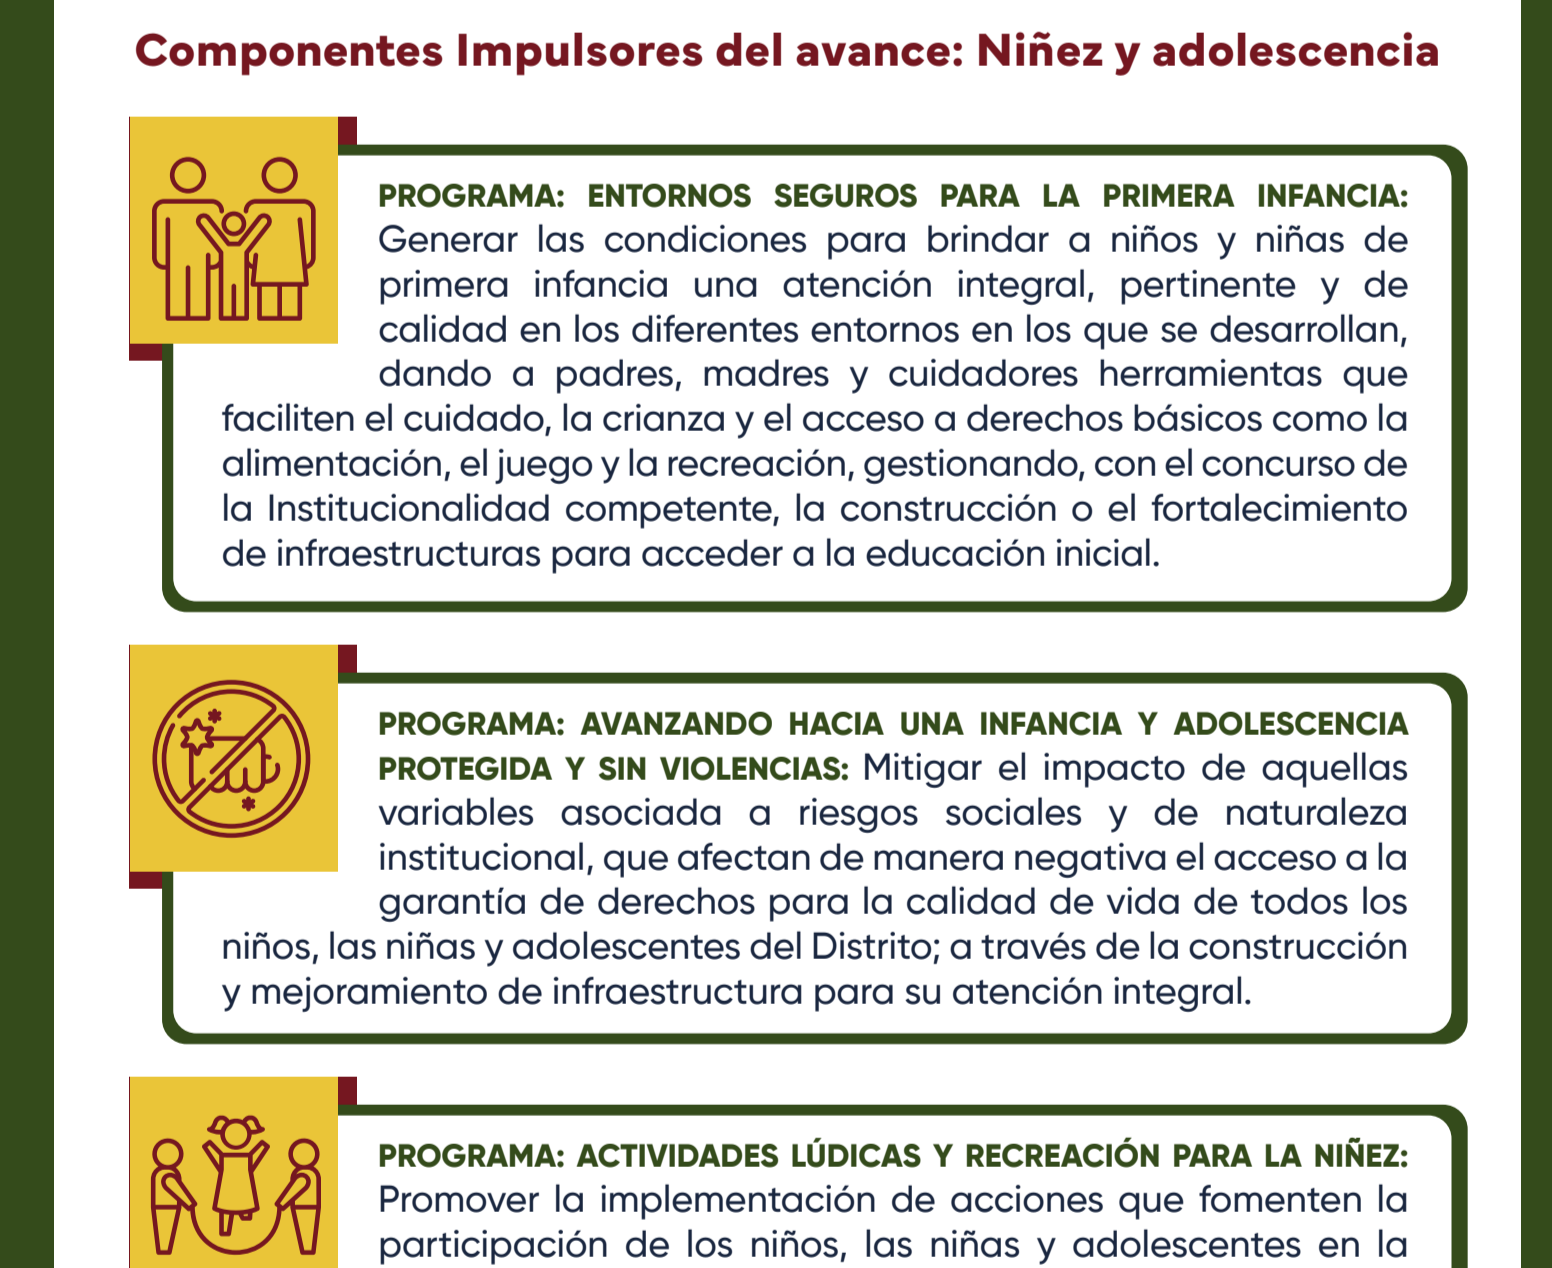 Componentes Impulsores del avance: Niñez y adolescencia
PROGRAMA: ENTORNOS SEGUROS PARA LA PRIMERA INFANCIA:
Generar las condiciones para brindar a niños y niñas de
primera infancia una atención integral, pertinente y de
calidad en los diferentes entornos en los que se desarrollan,
dando a padres, madres y cuidadores herramientas que
faciliten el cuidado, la crianza y el acceso a derechos básicos como la
alimentación, el juego y la recreación, gestionando, con el concurso de
la Institucionalidad competente, la construcción o el fortalecimiento
de infraestructuras para acceder a la educación inicial.
PROGRAMA: AVANZANDO HACIA UNA INFANCIA Y ADOLESCENCIA
PROTEGIDA Y SIN VIOLENCIAS: Mitigar el impacto de aquellas
variables asociada a riesgos sociales y de naturaleza
institucional, que afectan de manera negativa el acceso a la
garantía de derechos para la calidad de vida de todos los
niños, las niñas y adolescentes del Distrito; a través de la construcción
y mejoramiento de infraestructura para su atención integral.
PROGRAMA: ACTIVIDADES LÚDICAS Y RECREACIÓN PARA LA NIÑEZ:
Promover la implementación de acciones que fomenten la
participación de los niños, las niñas y adolescentes en la